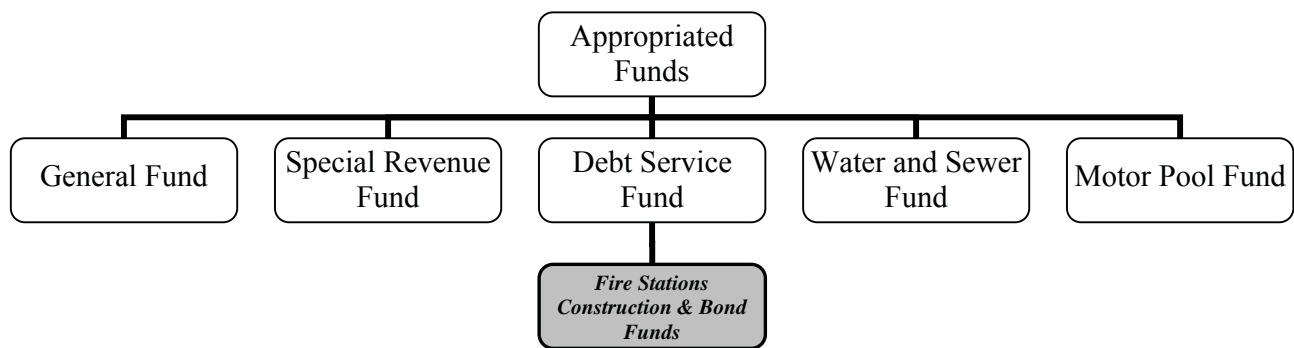 Appropriated
Funds
General Fund
Special Revenue
Fund
Debt Service
Fund
Water and Sewer
Fund
Motor Pool Fund
Fire Stations
Construction & Bond
Funds